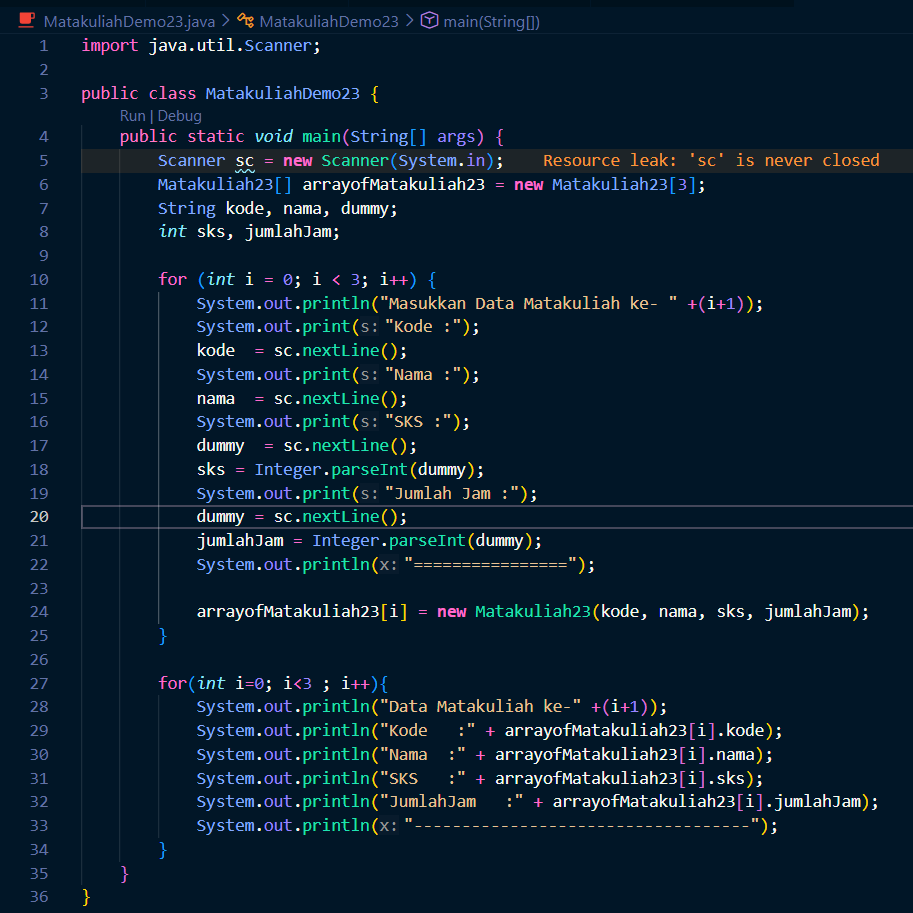 MatakuliahDemo23.java > MatakuliahDemo23 > main(String[])
1 import java.util.Scanner;
2
3 public class MatakuliahDemo23 {
Run | Debug
4 public static void main(String[] args) {
5 Scanner sc = new Scanner(System.in); Resource leak: 'sc' is never closed
6 Matakuliah23[] arrayofMatakuliah23 = new Matakuliah23[3];
7 String kode, nama, dummy;
8 int sks, jumlahJam;
9
10 for (int i = 0; i < 3; i++) {
11 System.out.println("Masukkan Data Matakuliah ke- " +(i+1));
12 System.out.print(s: "Kode :");
13 kode  = sc.nextLine();
14 System.out.print(s: "Nama :");
15 nama  = sc.nextLine();
16 System.out.print(s: "SKS :");
17 dummy  = sc.nextLine();
18 sks = Integer.parseInt(dummy);
19 System.out.print(s: "Jumlah Jam :");
20 dummy = sc.nextLine();
21 jumlahJam = Integer.parseInt(dummy);
22 System.out.println(x: "================");
23
24 arrayofMatakuliah23[i] = new Matakuliah23(kode, nama, sks, jumlahJam);
25 }
26
27 for(int i=0; i<3 ; i++){
28 System.out.println("Data Matakuliah ke-" +(i+1));
29 System.out.println("Kode   :" + arrayofMatakuliah23[i].kode);
30 System.out.println("Nama  :" + arrayofMatakuliah23[i].nama);
31 System.out.println("SKS   :" + arrayofMatakuliah23[i].sks);
32 System.out.println("JumlahJam   :" + arrayofMatakuliah23[i].jumlahJam);
33 System.out.println(x: "-----------------------------------");
34 }
35 }
36 }